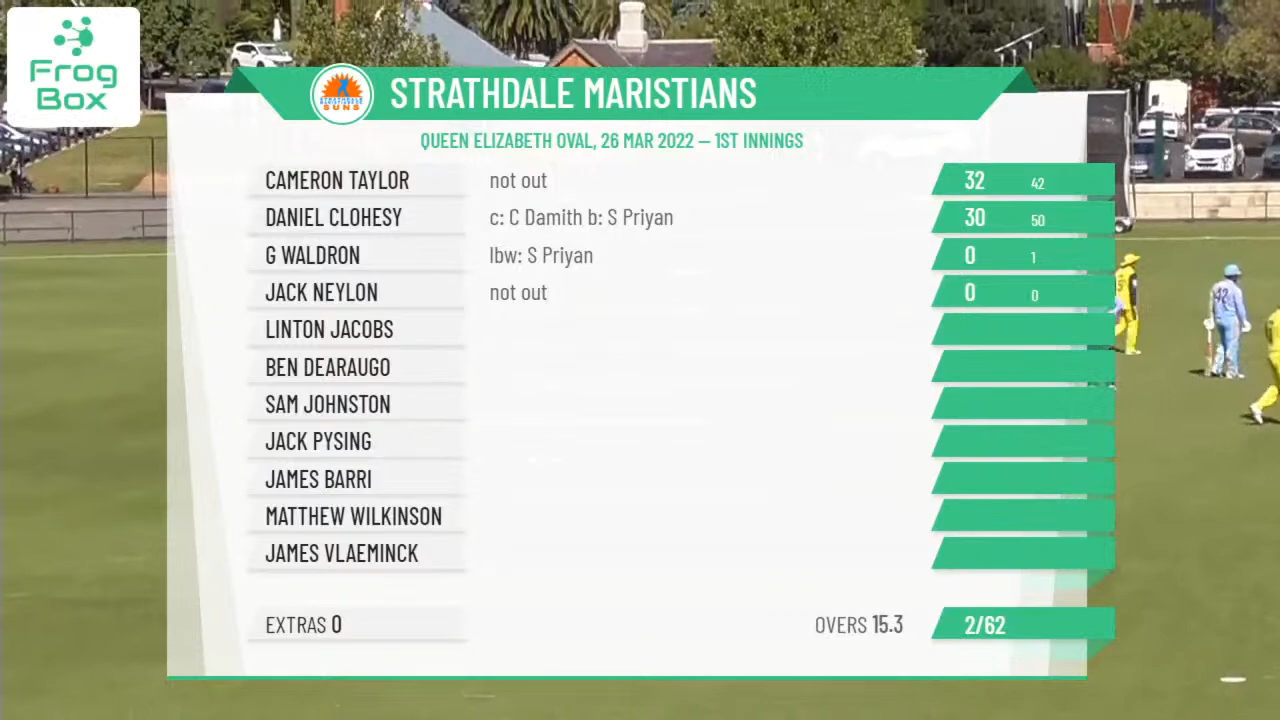 Frog
Box
STRATHDALE MARISTIANS
SUNS
QUEEN ELIZABETH OVAL, 26 MAR 2022 – 1ST INNINGS
CAMERON TAYLOR not out 32 42
DANIEL CLOHESY c: C Damith b: S Priyan 30 50
G WALDRON lbw: S Priyan 0 1
JACK NEYLON not out 0 0
LINTON JACOBS
BEN DEARAUGO
SAM JOHNSTON
JACK PYSING
JAMES BARRI
MATTHEW WILKINSON
JAMES VLAEMINCK
EXTRAS 0 OVERS 15.3 2/62